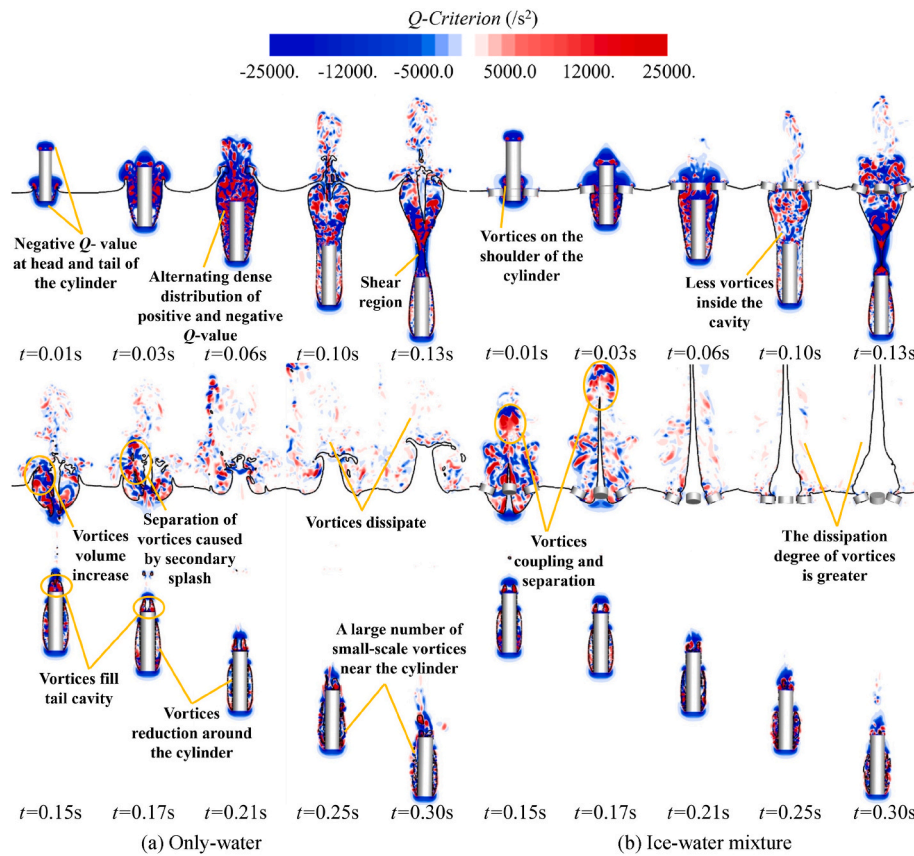 Q-Criterion (/s²)
-25000. -12000. -5000. 5000. 12000. 25000.
Negative Q- value
at head and tail of
the cylinder
Alternating dense
distribution of
positive and negative
Q-value
Shear
region
Vortices on the
shoulder of the
cylinder
Less vortices
inside the
cavity
t=0.01s t=0.03s t=0.06s t=0.10s t=0.13s t=0.01s t=0.03s t=0.06s t=0.10s t=0.13s
Vortices
volume
increase
Separation of
vortices caused by
secondary
splash
Vortices dissipate
Vortices
coupling and
separation
The dissipation
degree of vortices
is greater
Vortices fill
tail cavity
Vortices
reduction around
the cylinder
A large number of
small-scale vortices
near the cylinder
t=0.15s t=0.17s t=0.21s t=0.25s t=0.30s t=0.15s t=0.17s t=0.21s t=0.25s t=0.30s
(a) Only-water (b) Ice-water mixture